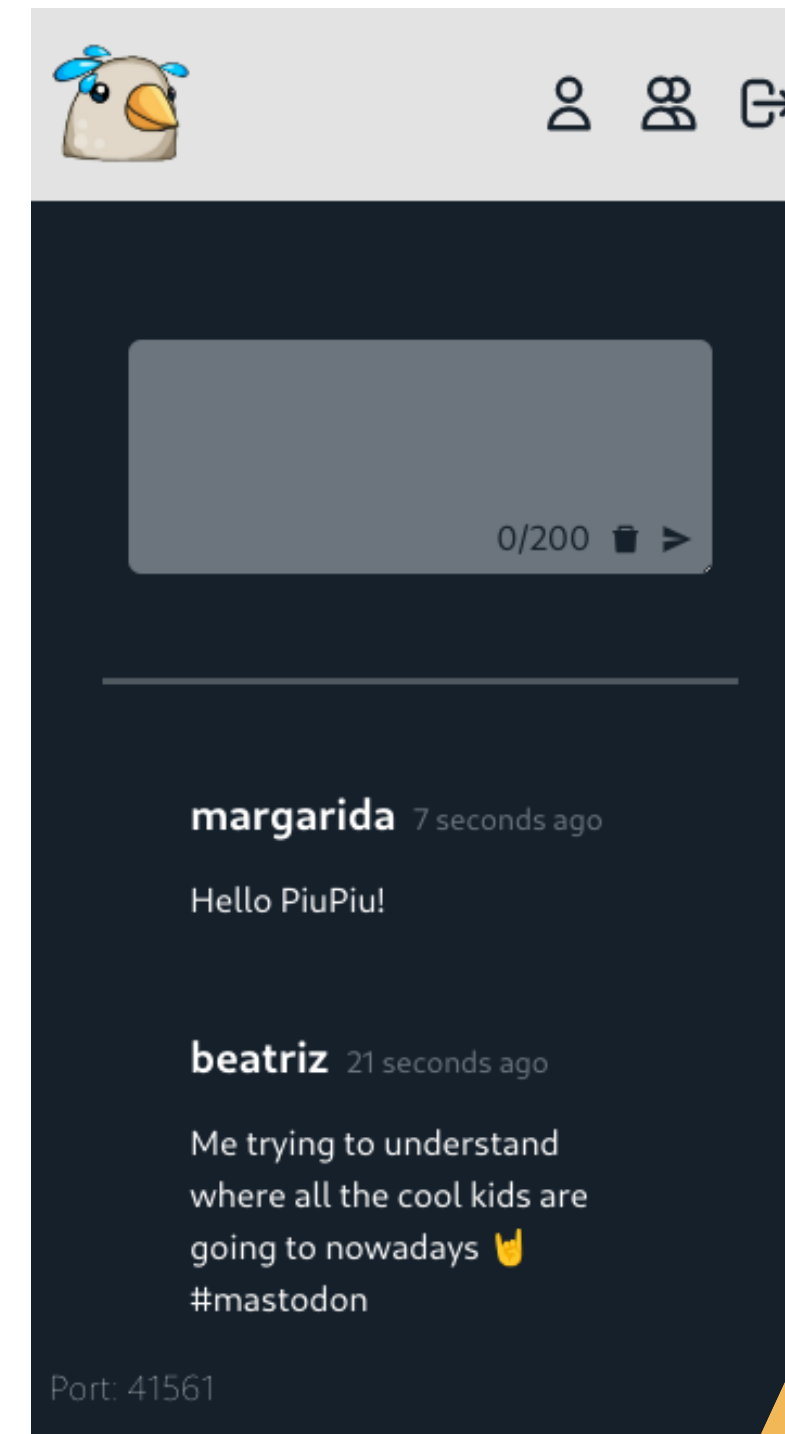 0/200
margarida 7 seconds ago
Hello PiuPiu!
beatriz 21 seconds ago
Me trying to understand
where all the cool kids are
going to nowadays 🤘
#mastodon
Port: 41561